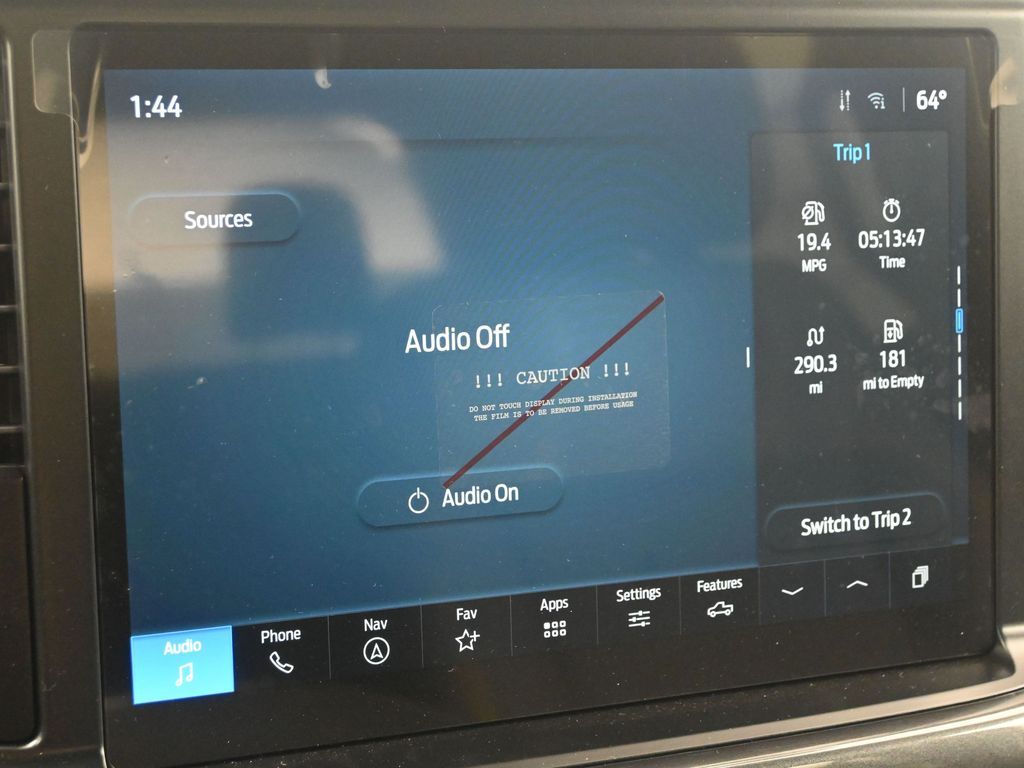 1:44
64°
Trip 1
Sources
19.4
MPG
05:13:47
Time
Audio Off
290.3
mi
181
mi to Empty
!!! CAUTION !!!
DO NOT TOUCH DISPLAY DURING INSTALLATION
THE FILM IS TO BE REMOVED BEFORE USAGE
Audio On
Switch to Trip 2
Audio
Phone
Nav
Fav
Apps
Settings
Features